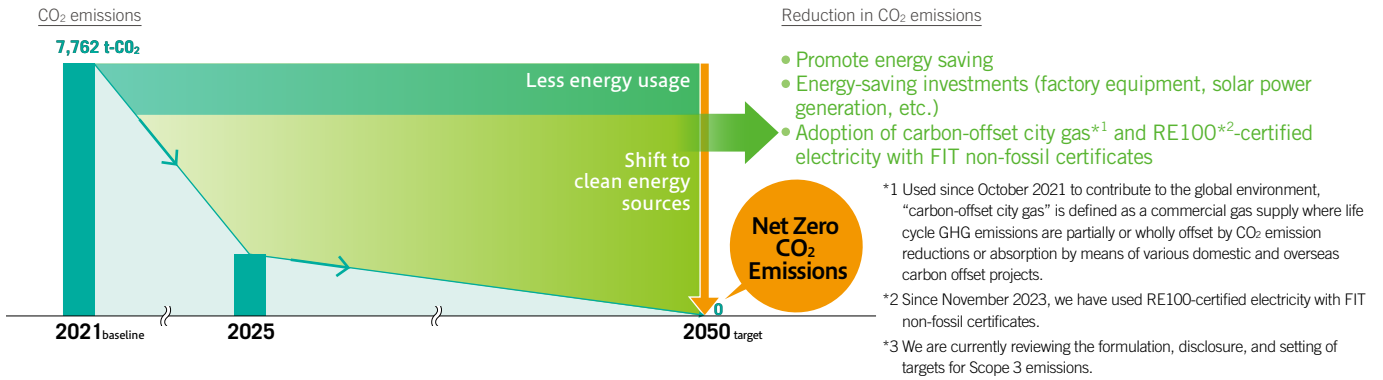 CO₂ emissions
7,762 t-CO₂
Less energy usage
Shift to
clean energy
sources
Net Zero
CO₂
Emissions
0
2021 baseline
2025
2050 target
Reduction in CO₂ emissions
• Promote energy saving
• Energy-saving investments (factory equipment, solar power
generation, etc.)
• Adoption of carbon-offset city gas*1 and RE100*2-certified
electricity with FIT non-fossil certificates
*1 Used since October 2021 to contribute to the global environment,
“carbon-offset city gas” is defined as a commercial gas supply where life
cycle GHG emissions are partially or wholly offset by CO₂ emission
reductions or absorption by means of various domestic and overseas
carbon offset projects.
*2 Since November 2023, we have used RE100-certified electricity with FIT
non-fossil certificates.
*3 We are currently reviewing the formulation, disclosure, and setting of
targets for Scope 3 emissions.